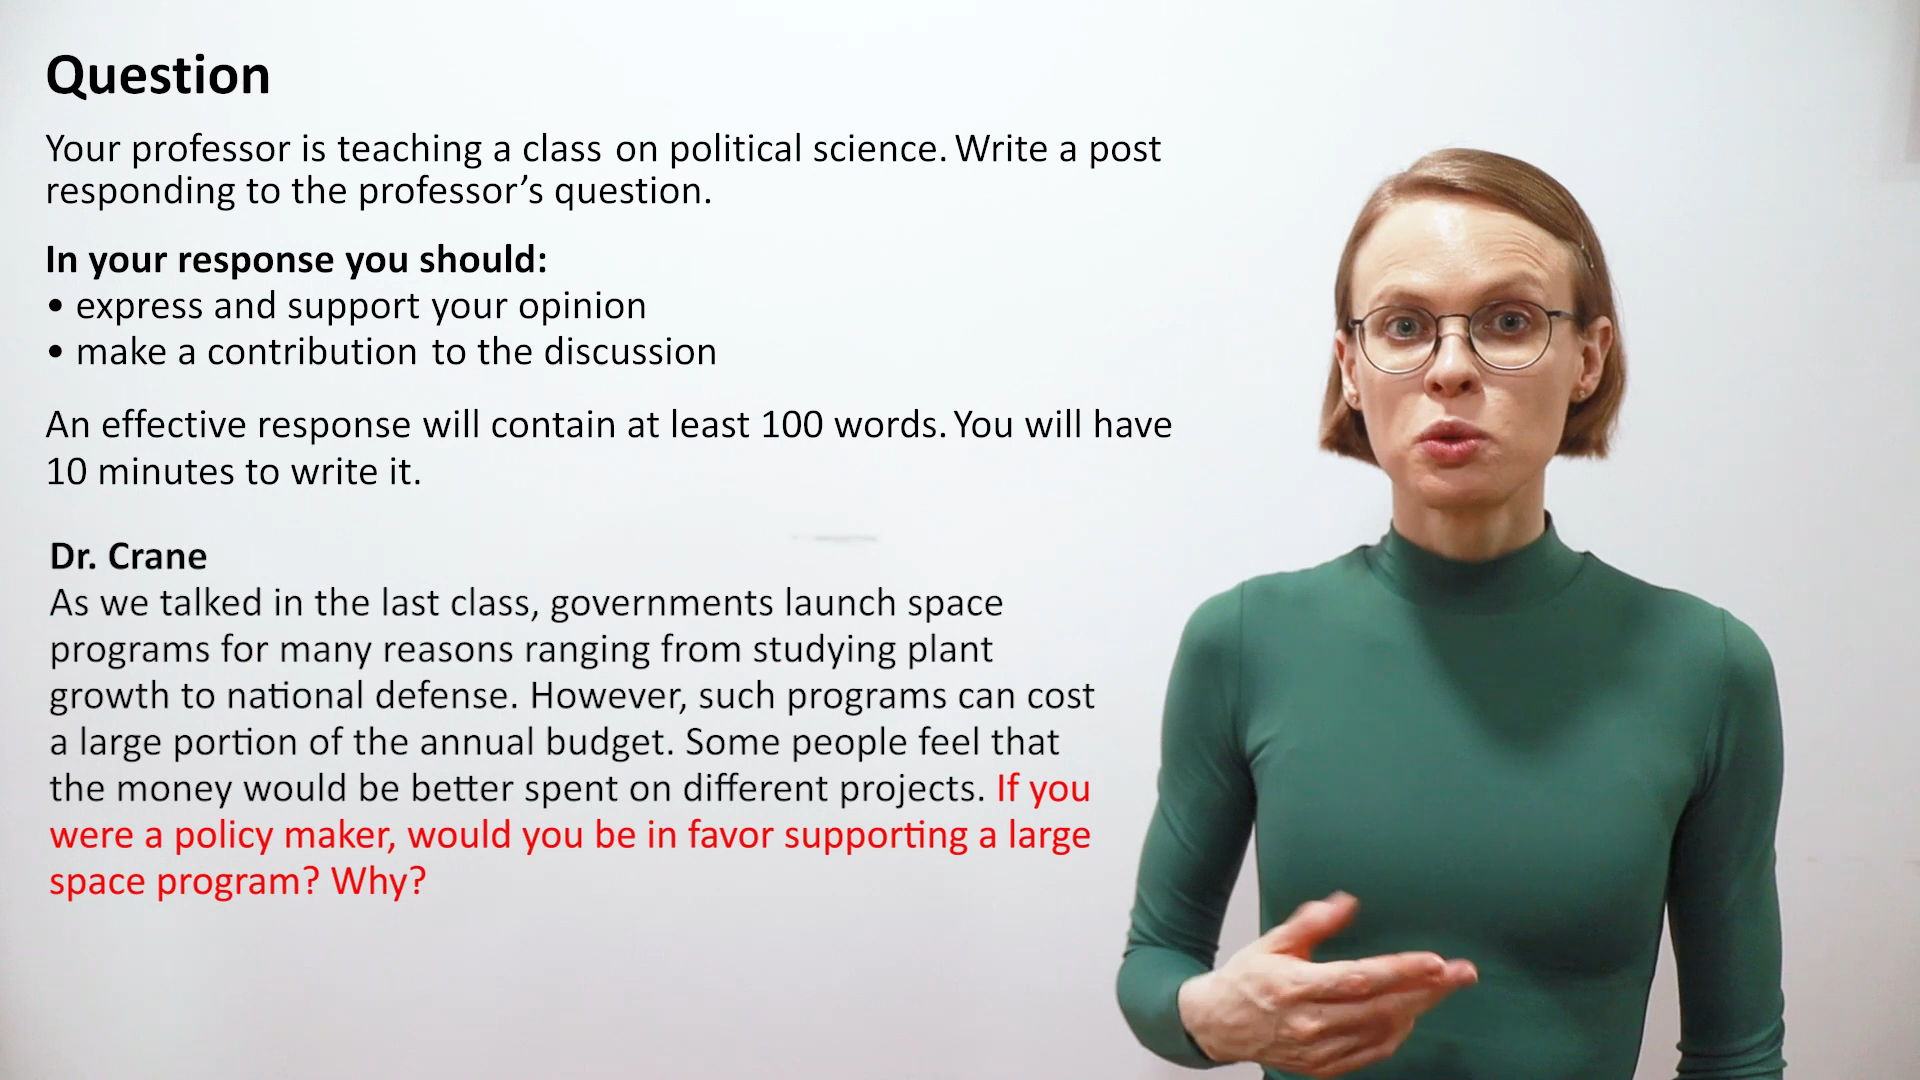 Question
Your professor is teaching a class on political science. Write a post
responding to the professor’s question.
In your response you should:
• express and support your opinion
• make a contribution to the discussion
An effective response will contain at least 100 words. You will have
10 minutes to write it.
Dr. Crane
As we talked in the last class, governments launch space
programs for many reasons ranging from studying plant
growth to national defense. However, such programs can cost
a large portion of the annual budget. Some people feel that
the money would be better spent on different projects. If you
were a policy maker, would you be in favor supporting a large
space program? Why?